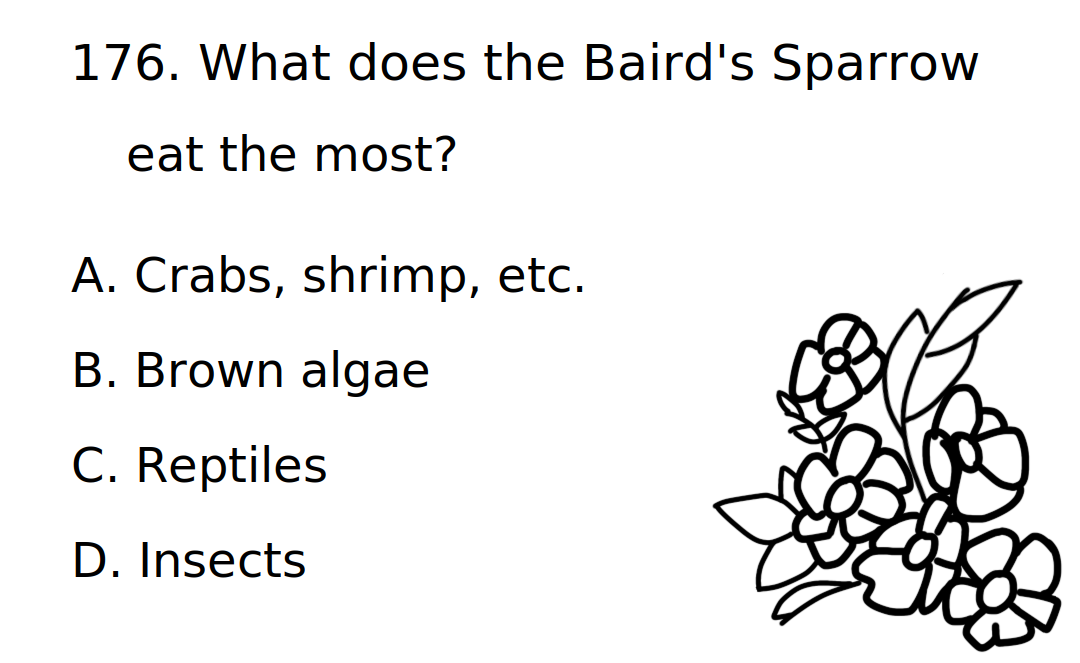 176. What does the Baird's Sparrow
eat the most?
A. Crabs, shrimp, etc.
B. Brown algae
C. Reptiles
D. Insects